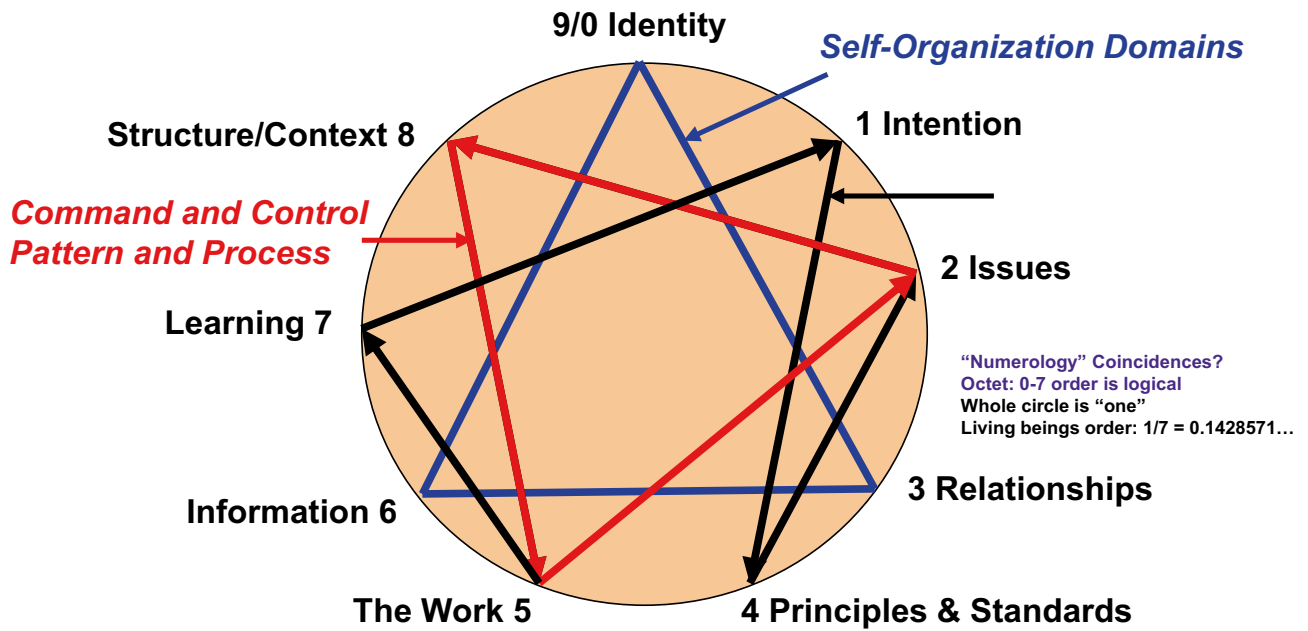 9/0 Identity
Self-Organization Domains
1 Intention
Structure/Context 8
Command and Control
Pattern and Process
2 Issues
Learning 7
“Numerology” Coincidences?
Octet: 0-7 order is logical
Whole circle is “one”
Living beings order: 1/7 = 0.1428571…
3 Relationships
Information 6
The Work 5
4 Principles & Standards